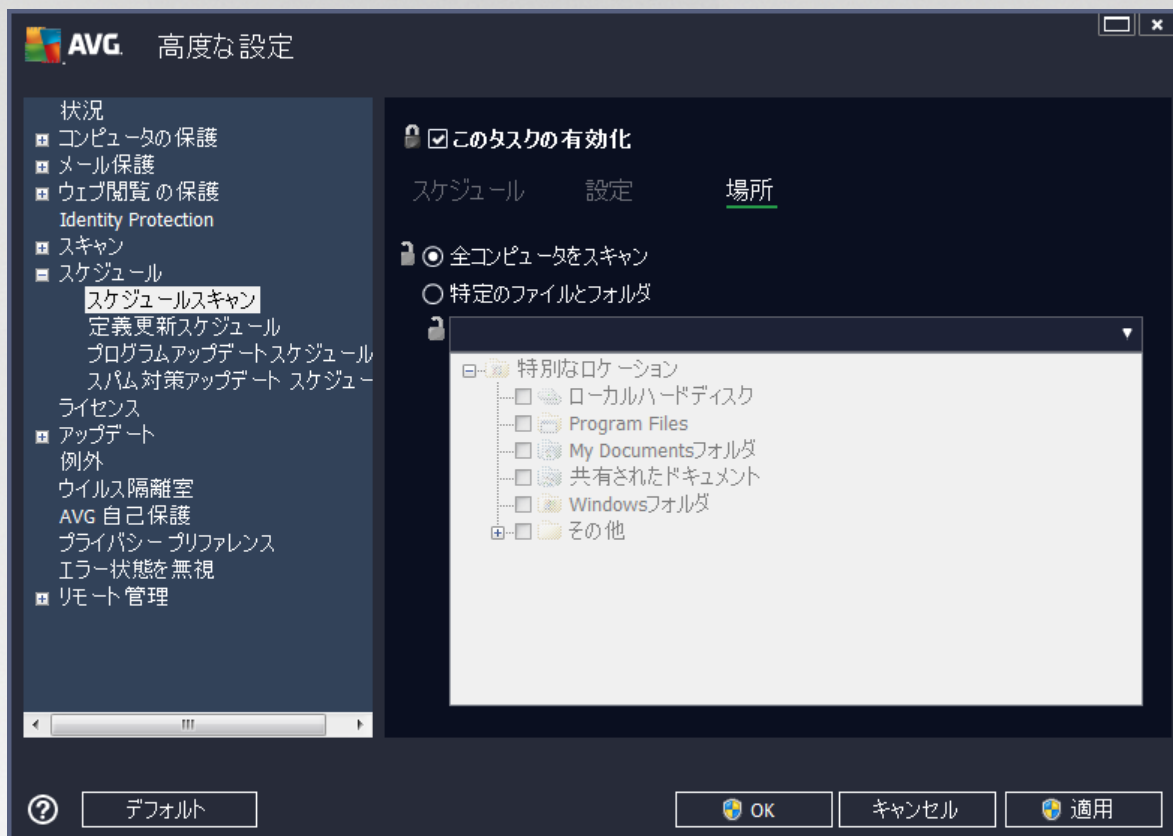 AVG. 高度な設定
状況
コンピュータの保護
メール保護
ウェブ閲覧 の保護
Identity Protection
スキャン
スケジュール
スケジュールスキャン
定義更新スケジュール
プログラムアップデートスケジュール
スパム対策アップデート スケジュー
ライセンス
アップデート
例外
ウイルス隔離室
AVG 自己保護
プライバシー プリファレンス
エラー状態を無視
リモート管理
このタスクの有効化
スケジュール 設定 場所
全コンピュータをスキャン
特定のファイルとフォルダ
特別なロケーション
ローカルハードディスク
Program Files
My Documentsフォルダ
共有されたドキュメント
Windowsフォルダ
その他
デフォルト OK キャンセル 適用